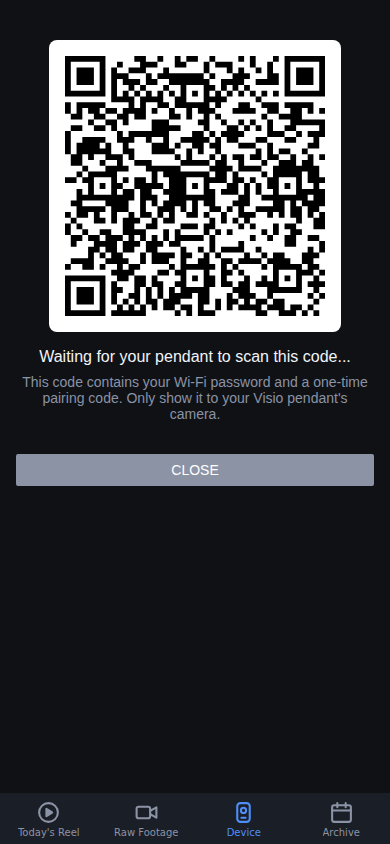 Waiting for your pendant to scan this code...
This code contains your Wi-Fi password and a one-time
pairing code. Only show it to your Visio pendant's
camera.
CLOSE
Today's Reel
Raw Footage
Device
Archive